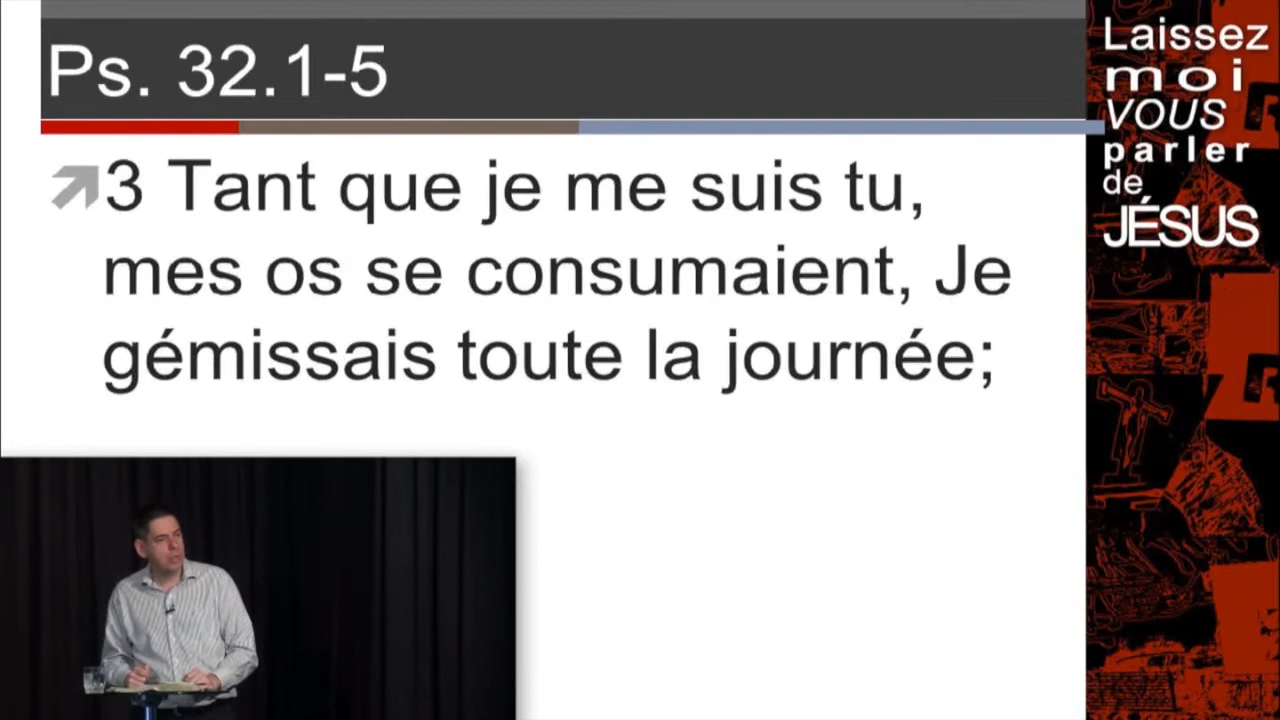 Ps. 32.1-5
3 Tant que je me suis tu,
mes os se consumaient, Je
gémissais toute la journée;
Laissez
moi
VOUS
parler
de
JÉSUS